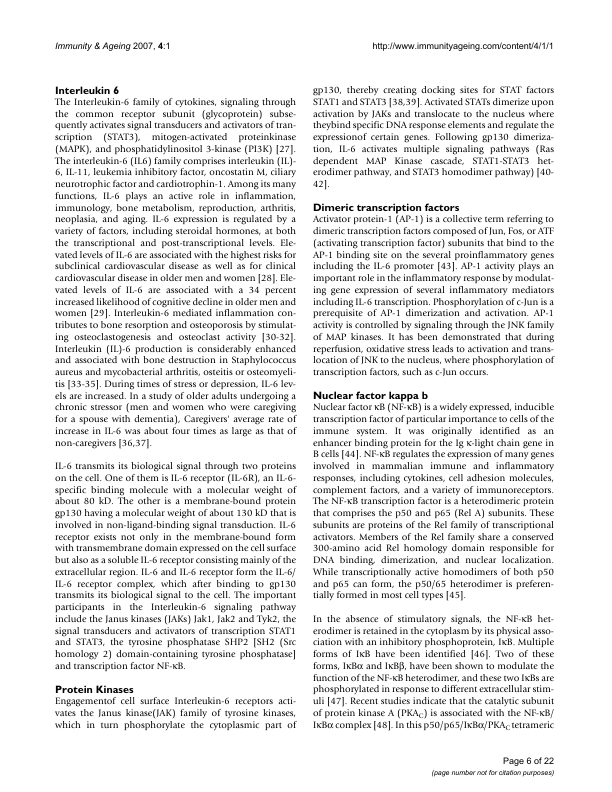 Immunity & Ageing 2007, 4:1
http://www.immunityageing.com/content/4/1/1
Interleukin 6
The Interleukin-6 family of cytokines, signaling through
the common receptor subunit (glycoprotein) subse-
quently activates signal transducers and activators of tran-
scription (STAT3), mitogen-activated proteinkinase
(MAPK), and phosphatidylinositol 3-kinase (PI3K) [27].
The interleukin-6 (IL6) family comprises interleukin (IL)-
6, IL-11, leukemia inhibitory factor, oncostatin M, ciliary
neurotrophic factor and cardiotrophin-1. Among its many
functions, IL-6 plays an active role in inflammation,
immunology, bone metabolism, reproduction, arthritis,
neoplasia, and aging. IL-6 expression is regulated by a
variety of factors, including steroidal hormones, at both
the transcriptional and post-transcriptional levels. Ele-
vated levels of IL-6 are associated with the highest risks for
subclinical cardiovascular disease as well as for clinical
cardiovascular disease in older men and women [28]. Ele-
vated levels of IL-6 are associated with a 34 percent
increased likelihood of cognitive decline in older men and
women [29]. Interleukin-6 mediated inflammation con-
tributes to bone resorption and osteoporosis by stimulat-
ing osteoclastogenesis and osteoclast activity [30-32].
Interleukin (IL)-6 production is considerably enhanced
and associated with bone destruction in Staphylococcus
aureus and mycobacterial arthritis, osteitis or osteomyeli-
tis [33-35]. During times of stress or depression, IL-6 lev-
els are increased. In a study of older adults undergoing a
chronic stressor (men and women who were caregiving
for a spouse with dementia), Caregivers' average rate of
increase in IL-6 was about four times as large as that of
non-caregivers [36,37].
IL-6 transmits its biological signal through two proteins
on the cell. One of them is IL-6 receptor (IL-6R), an IL-6-
specific binding molecule with a molecular weight of
about 80 kD. The other is a membrane-bound protein
gp130 having a molecular weight of about 130 kD that is
involved in non-ligand-binding signal transduction. IL-6
receptor exists not only in the membrane-bound form
with transmembrane domain expressed on the cell surface
but also as a soluble IL-6 receptor consisting mainly of the
extracellular region. IL-6 and IL-6 receptor form the IL-6/
IL-6 receptor complex, which after binding to gp130
transmits its biological signal to the cell. The important
participants in the Interleukin-6 signaling pathway
include the Janus kinases (JAKs) Jak1, Jak2 and Tyk2, the
signal transducers and activators of transcription STAT1
and STAT3, the tyrosine phosphatase SHP2 [SH2 (Src
homology 2) domain-containing tyrosine phosphatase]
and transcription factor NF-κB.
Protein Kinases
Engagementof cell surface Interleukin-6 receptors acti-
vates the Janus kinase(JAK) family of tyrosine kinases,
which in turn phosphorylate the cytoplasmic part of
gp130, thereby creating docking sites for STAT factors
STAT1 and STAT3 [38,39]. Activated STATs dimerize upon
activation by JAKs and translocate to the nucleus where
theybind specific DNA response elements and regulate the
expressionof certain genes. Following gp130 dimeriza-
tion, IL-6 activates multiple signaling pathways (Ras
dependent MAP Kinase cascade, STAT1-STAT3 het-
erodimer pathway, and STAT3 homodimer pathway) [40-
42].
Dimeric transcription factors
Activator protein-1 (AP-1) is a collective term referring to
dimeric transcription factors composed of Jun, Fos, or ATF
(activating transcription factor) subunits that bind to the
AP-1 binding site on the several proinflammatory genes
including the IL-6 promoter [43]. AP-1 activity plays an
important role in the inflammatory response by modulat-
ing gene expression of several inflammatory mediators
including IL-6 transcription. Phosphorylation of c-Jun is a
prerequisite of AP-1 dimerization and activation. AP-1
activity is controlled by signaling through the JNK family
of MAP kinases. It has been demonstrated that during
reperfusion, oxidative stress leads to activation and trans-
location of JNK to the nucleus, where phosphorylation of
transcription factors, such as c-Jun occurs.
Nuclear factor kappa b
Nuclear factor κB (NF-κB) is a widely expressed, inducible
transcription factor of particular importance to cells of the
immune system. It was originally identified as an
enhancer binding protein for the Ig κ-light chain gene in
B cells [44]. NF-κB regulates the expression of many genes
involved in mammalian immune and inflammatory
responses, including cytokines, cell adhesion molecules,
complement factors, and a variety of immunoreceptors.
The NF-κB transcription factor is a heterodimeric protein
that comprises the p50 and p65 (Rel A) subunits. These
subunits are proteins of the Rel family of transcriptional
activators. Members of the Rel family share a conserved
300-amino acid Rel homology domain responsible for
DNA binding, dimerization, and nuclear localization.
While transcriptionally active homodimers of both p50
and p65 can form, the p50/65 heterodimer is preferen-
tially formed in most cell types [45].
In the absence of stimulatory signals, the NF-κB het-
erodimer is retained in the cytoplasm by its physical asso-
ciation with an inhibitory phosphoprotein, IκB. Multiple
forms of IκB have been identified [46]. Two of these
forms, IκBα and IκBβ, have been shown to modulate the
function of the NF-κB heterodimer, and these two IκBs are
phosphorylated in response to different extracellular stim-
uli [47]. Recent studies indicate that the catalytic subunit
of protein kinase A (PKAC) is associated with the NF-κB/
IκBα complex [48]. In this p50/p65/IκBα/PKAC tetrameric
Page 6 of 22
(page number not for citation purposes)